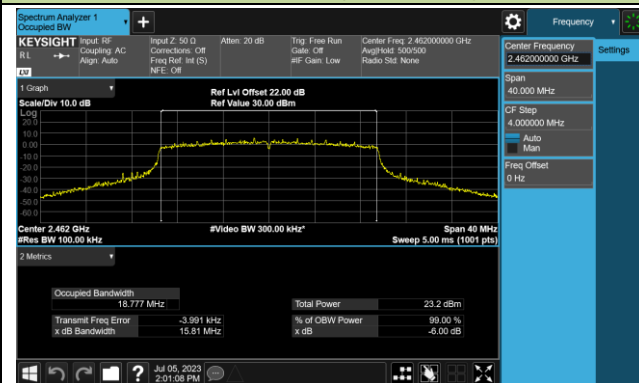 Spectrum Analyzer 1
Occupied BW
Frequency
KEYSIGHT
Input: RF
Coupling: AC
Align: Auto
Input Z: 50 Ω
Corrections: Off
Freq Ref: Int (S)
NFE: Off
Atten: 20 dB
Trig: Free Run
Gate: Off
#IF Gain: Low
Center Freq: 2.462000000 GHz
Avg|Hold: 500/500
Radio Std: None
RL
LXI
Center Frequency
2.462000000 GHz
Settings
Span
40.000 MHz
CF Step
4.000000 MHz
Auto
Man
Freq Offset
0 Hz
1 Graph
Scale/Div 10.0 dB
Ref Lvl Offset 22.00 dB
Ref Value 30.00 dBm
Log
20.0
10.0
0.00
-10.0
-20.0
-30.0
-40.0
-50.0
-60.0
Center 2.462 GHz
#Res BW 100.00 kHz
#Video BW 300.00 kHz*
Span 40 MHz
Sweep 5.00 ms (1001 pts)
2 Metrics
Occupied Bandwidth
18.777 MHz
Total Power 23.2 dBm
Transmit Freq Error -3.991 kHz
% of OBW Power 99.00 %
x dB Bandwidth 15.81 MHz
x dB -6.00 dB
Jul 05, 2023
2:01:08 PM